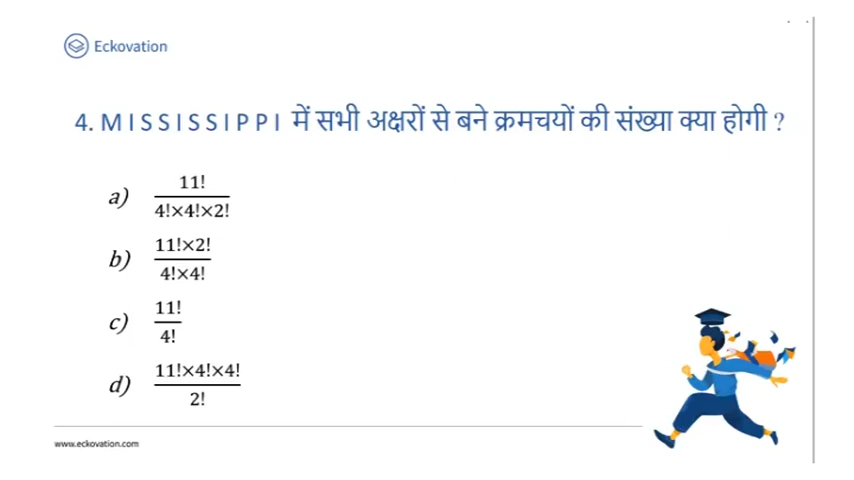 Eckovation
4. M I S S I S S I P P I में सभी अक्षरों से बने क्रमचयों की संख्या क्या होगी ?
a) 11!
4!×4!×2!
b) 11!×2!
4!×4!
c) 11!
4!
d) 11!×4!×4!
2!
www.eckovation.com